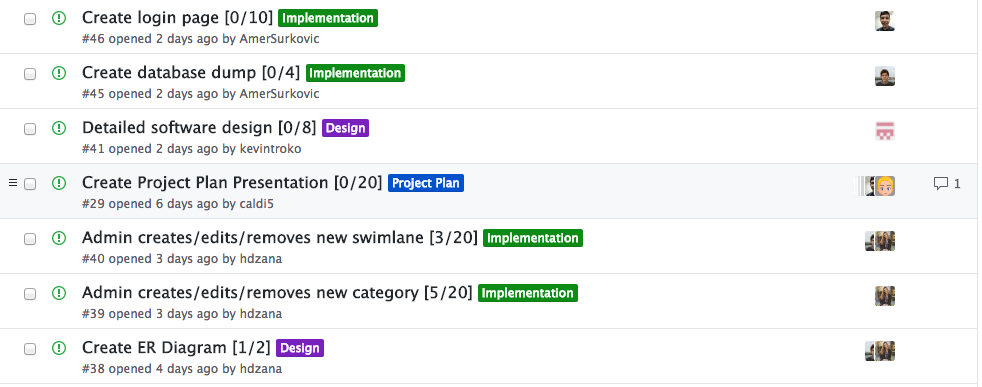 Create login page [0/10] Implementation
#46 opened 2 days ago by AmerSurkovic
Create database dump [0/4] Implementation
#45 opened 2 days ago by AmerSurkovic
Detailed software design [0/8] Design
#41 opened 2 days ago by kevintroko
Create Project Plan Presentation [0/20] Project Plan 1
#29 opened 6 days ago by caldi5
Admin creates/edits/removes new swimlane [3/20] Implementation
#40 opened 3 days ago by hdzana
Admin creates/edits/removes new category [5/20] Implementation
#39 opened 3 days ago by hdzana
Create ER Diagram [1/2] Design
#38 opened 4 days ago by hdzana